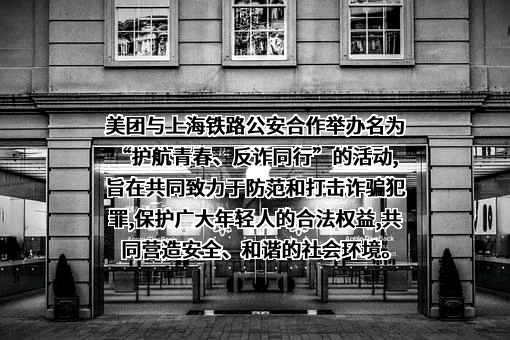 美团与上海铁路公安合作举办名为
“护航青春、反诈同行”的活动,
旨在共同致力于防范和打击诈骗犯
罪,保护广大年轻人的合法权益,共
同营造安全、和谐的社会环境。